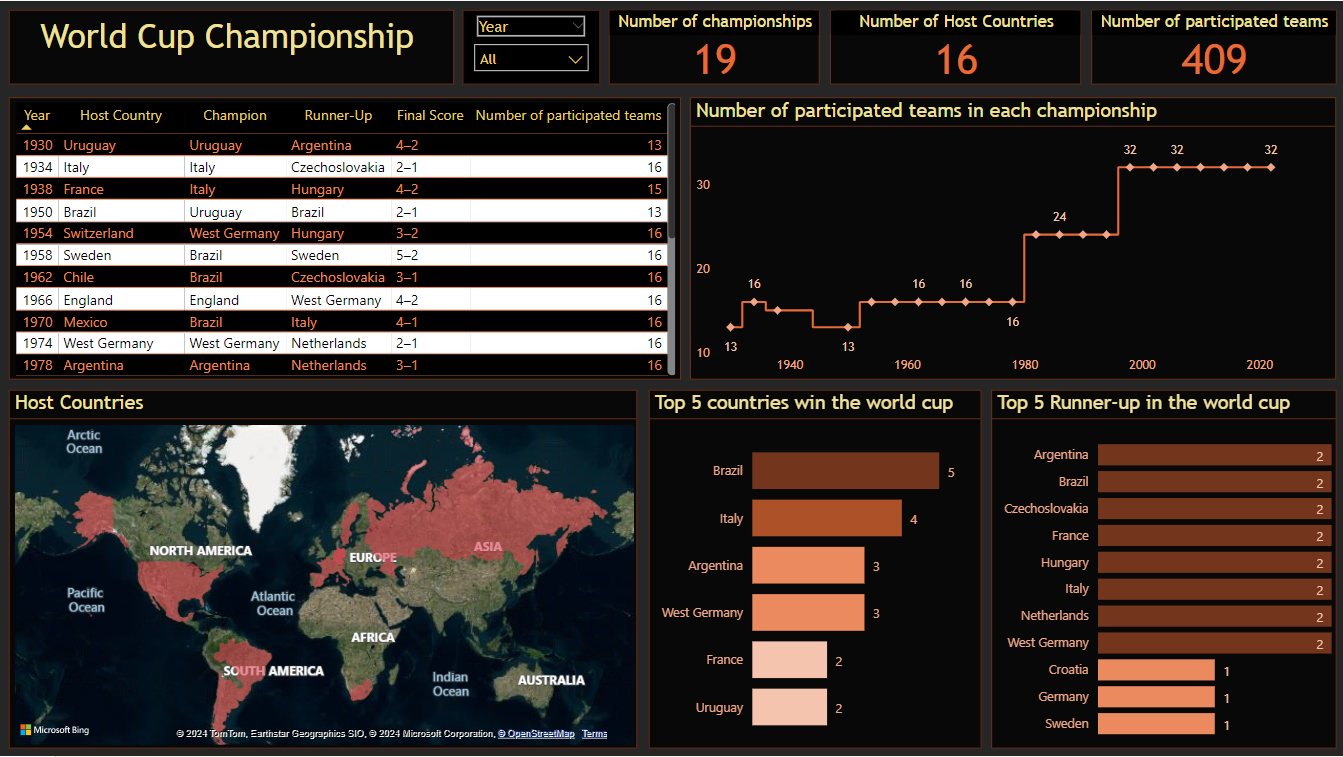 World Cup Championship
Year
All
Number of championships
19
Number of Host Countries
16
Number of participated teams
409
Year Host Country Champion Runner-Up Final Score Number of participated teams
1930 Uruguay Uruguay Argentina 4–2 13
1934 Italy Italy Czechoslovakia 2–1 16
1938 France Italy Hungary 4–2 15
1950 Brazil Uruguay Brazil 2–1 13
1954 Switzerland West Germany Hungary 3–2 16
1958 Sweden Brazil Sweden 5–2 16
1962 Chile Brazil Czechoslovakia 3–1 16
1966 England England West Germany 4–2 16
1970 Mexico Brazil Italy 4–1 16
1974 West Germany West Germany Netherlands 2–1 16
1978 Argentina Argentina Netherlands 3–1 16
Number of participated teams in each championship
32 32 32
30
24
20
16 16 16
16
13 13
10
1940 1960 1980 2000 2020
Host Countries
Arctic
Ocean
NORTH AMERICA
EUROPE
ASIA
Pacific
Ocean
Atlantic
Ocean
AFRICA
SOUTH AMERICA
Indian
Ocean
AUSTRALIA
Microsoft Bing
© 2024 TomTom, Earthstar Geographics SIO, © 2024 Microsoft Corporation, © OpenStreetMap Terms
Top 5 countries win the world cup
Brazil 5
Italy 4
Argentina 3
West Germany 3
France 2
Uruguay 2
Top 5 Runner-up in the world cup
Argentina 2
Brazil 2
Czechoslovakia 2
France 2
Hungary 2
Italy 2
Netherlands 2
West Germany 2
Croatia 1
Germany 1
Sweden 1